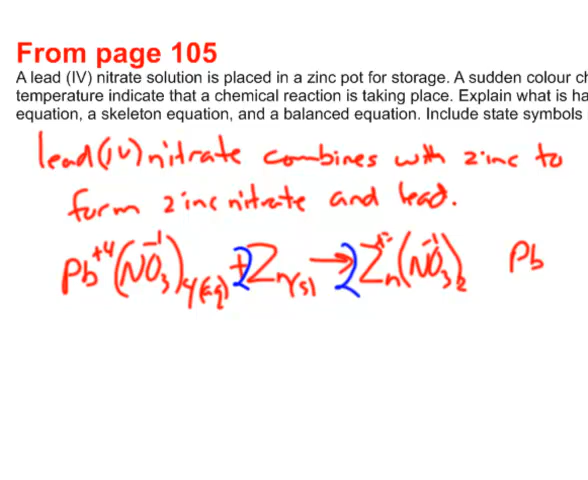 From page 105
A lead (IV) nitrate solution is placed in a zinc pot for storage. A sudden colour ch
temperature indicate that a chemical reaction is taking place. Explain what is ha
equation, a skeleton equation, and a balanced equation. Include state symbols
lead(IV) nitrate combines with zinc to
form zinc nitrate and lead.
Pb⁺⁴(NO₃⁻¹)₄(aq) + 2Zn(s) → 2Zn(NO₃⁻¹)₂ Pb